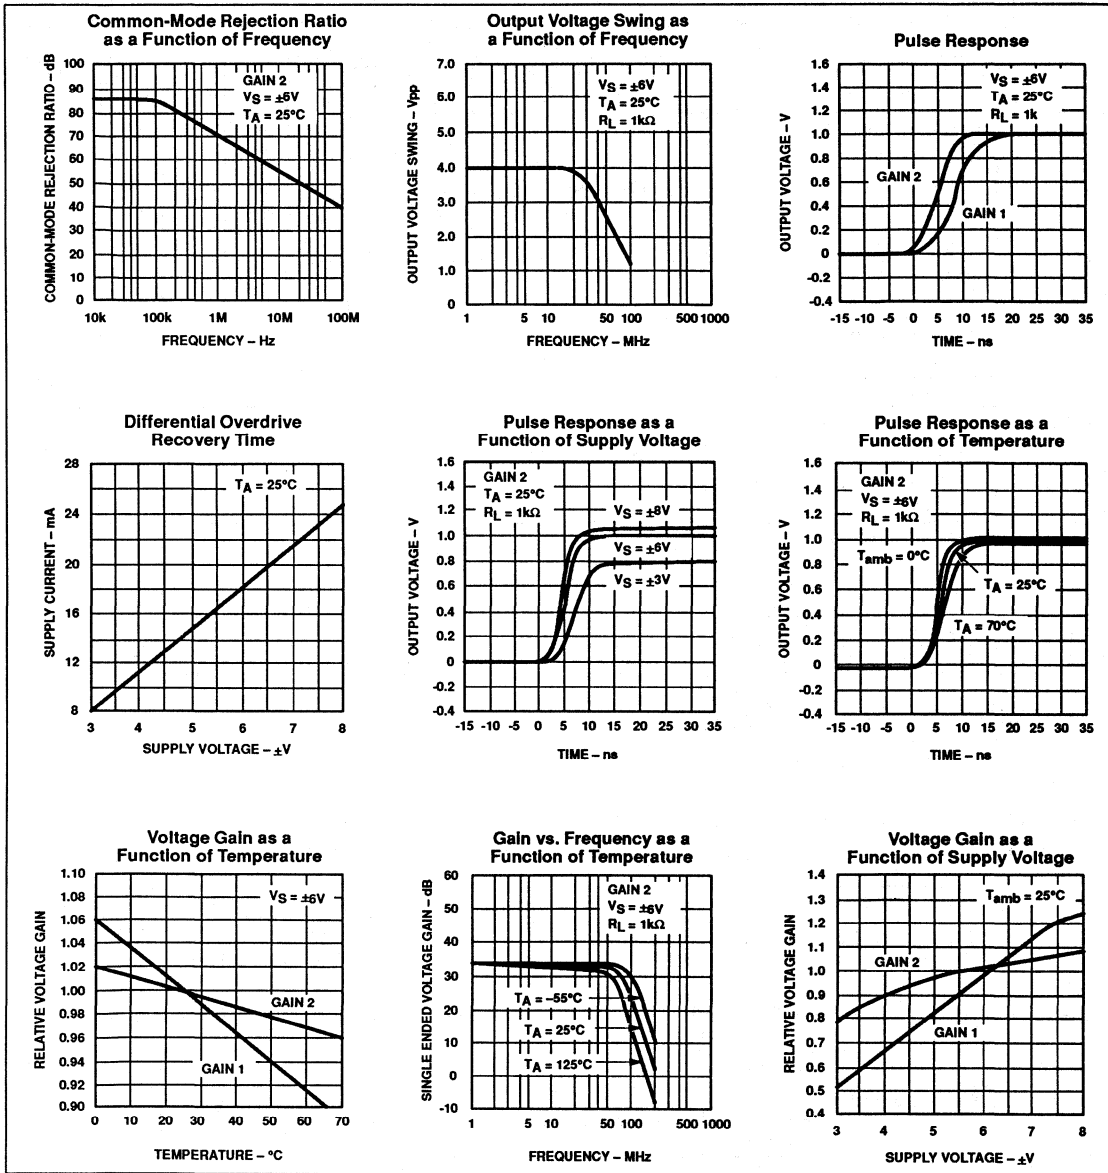 Common-Mode Rejection Ratio
as a Function of Frequency
COMMON-MODE REJECTION RATIO – dB
100
90
80
70
60
50
40
30
20
10
0
GAIN 2
VS = ±6V
TA = 25°C
10k 100k 1M 10M 100M
FREQUENCY – Hz
Output Voltage Swing as
a Function of Frequency
OUTPUT VOLTAGE SWING – Vpp
7.0
6.0
5.0
4.0
3.0
2.0
1.0
0
VS = ±6V
TA = 25°C
RL = 1kΩ
1 5 10 50 100 500 1000
FREQUENCY – MHz
Pulse Response
OUTPUT VOLTAGE – V
1.6
1.4
1.2
1.0
0.8
0.6
0.4
0.2
0
-0.2
-0.4
VS = ±6V
TA = 25°C
RL = 1k
GAIN 2
GAIN 1
-15 -10 -5 0 5 10 15 20 25 30 35
TIME – ns
Differential Overdrive
Recovery Time
SUPPLY CURRENT – mA
28
24
20
16
12
8
TA = 25°C
3 4 5 6 7 8
SUPPLY VOLTAGE – ±V
Pulse Response as a
Function of Supply Voltage
OUTPUT VOLTAGE – V
1.6
1.4
1.2
1.0
0.8
0.6
0.4
0.2
0
-0.2
-0.4
GAIN 2
TA = 25°C
RL = 1kΩ
VS = ±8V
VS = ±6V
VS = ±3V
-15 -10 -5 0 5 10 15 20 25 30 35
TIME – ns
Pulse Response as a
Function of Temperature
OUTPUT VOLTAGE – V
1.6
1.4
1.2
1.0
0.8
0.6
0.4
0.2
0
-0.2
-0.4
GAIN 2
VS = ±6V
RL = 1kΩ
Tamb = 0°C
TA = 25°C
TA = 70°C
-15 -10 -5 0 5 10 15 20 25 30 35
TIME – ns
Voltage Gain as a
Function of Temperature
RELATIVE VOLTAGE GAIN
1.10
1.08
1.06
1.04
1.02
1.00
0.98
0.96
0.94
0.92
0.90
VS = ±6V
GAIN 2
GAIN 1
0 10 20 30 40 50 60 70
TEMPERATURE – °C
Gain vs. Frequency as a
Function of Temperature
SINGLE ENDED VOLTAGE GAIN – dB
60
50
40
30
20
10
0
-10
GAIN 2
VS = ±6V
RL = 1kΩ
TA = –55°C
TA = 25°C
TA = 125°C
1 5 10 50 100 500 1000
FREQUENCY – MHz
Voltage Gain as a
Function of Supply Voltage
RELATIVE VOLTAGE GAIN
1.4
1.3
1.2
1.1
1.0
0.9
0.8
0.7
0.6
0.5
0.4
Tamb = 25°C
GAIN 2
GAIN 1
3 4 5 6 7 8
SUPPLY VOLTAGE – ±V